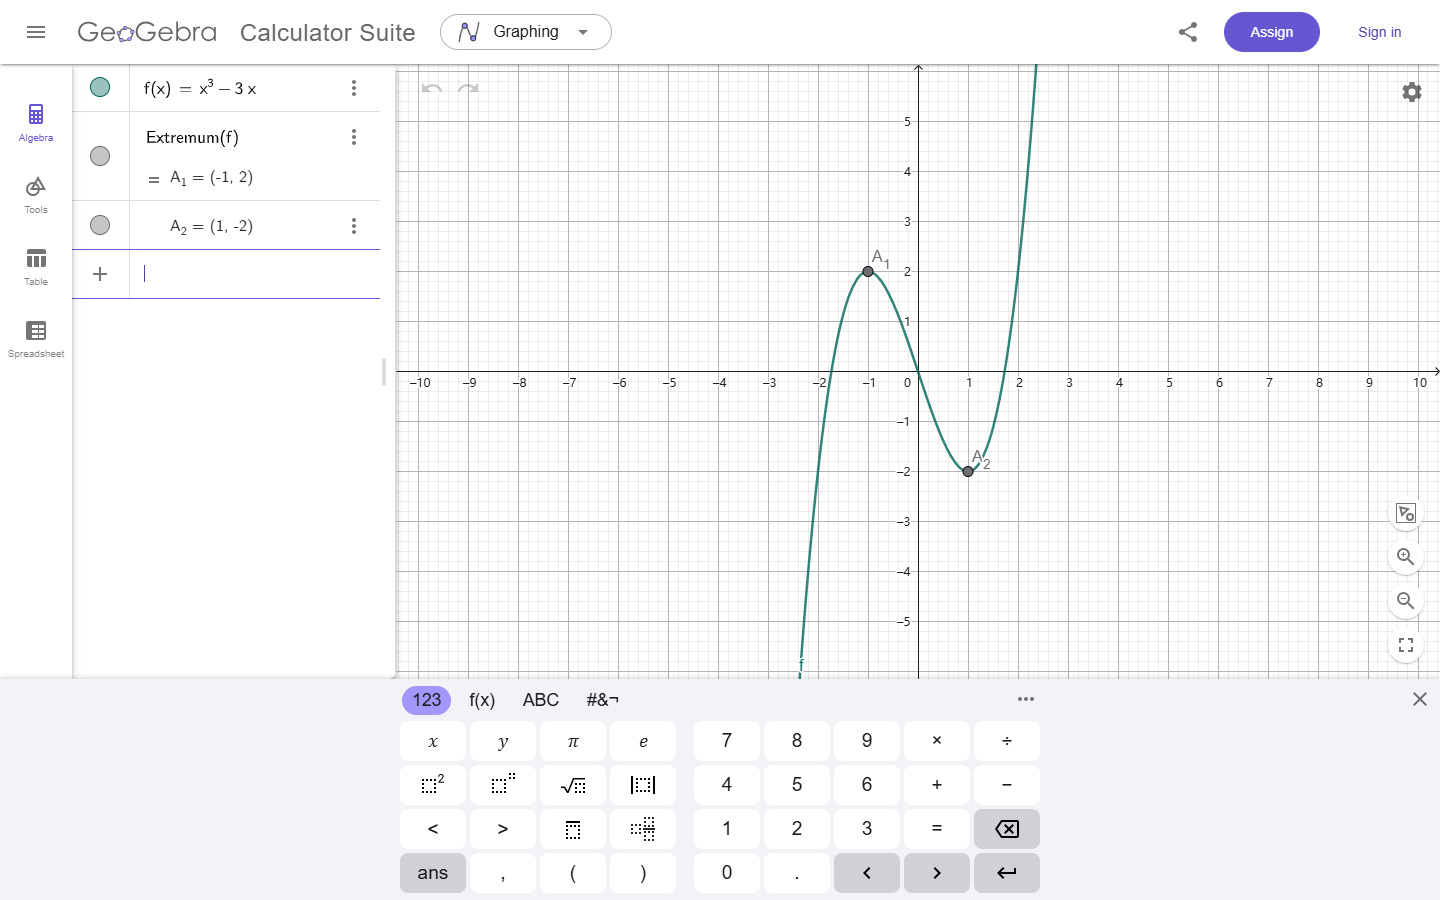 GeoGebra Calculator Suite Graphing Assign Sign in
Algebra
Tools
Table
Spreadsheet
f(x) = x³ − 3 x
Extremum(f)
= A₁ = (-1, 2)
A₂ = (1, -2)
+
5
4
3
2
1
−10 −9 −8 −7 −6 −5 −4 −3 −2 −1 0 1 2 3 4 5 6 7 8 9 10
−1
−2
−3
−4
−5
A₁
A₂
f
123 f(x) ABC #&¬
x y π e 7 8 9 × ÷
2 √ 4 5 6 + −
< > 1 2 3 =
ans , ( ) 0 . < >